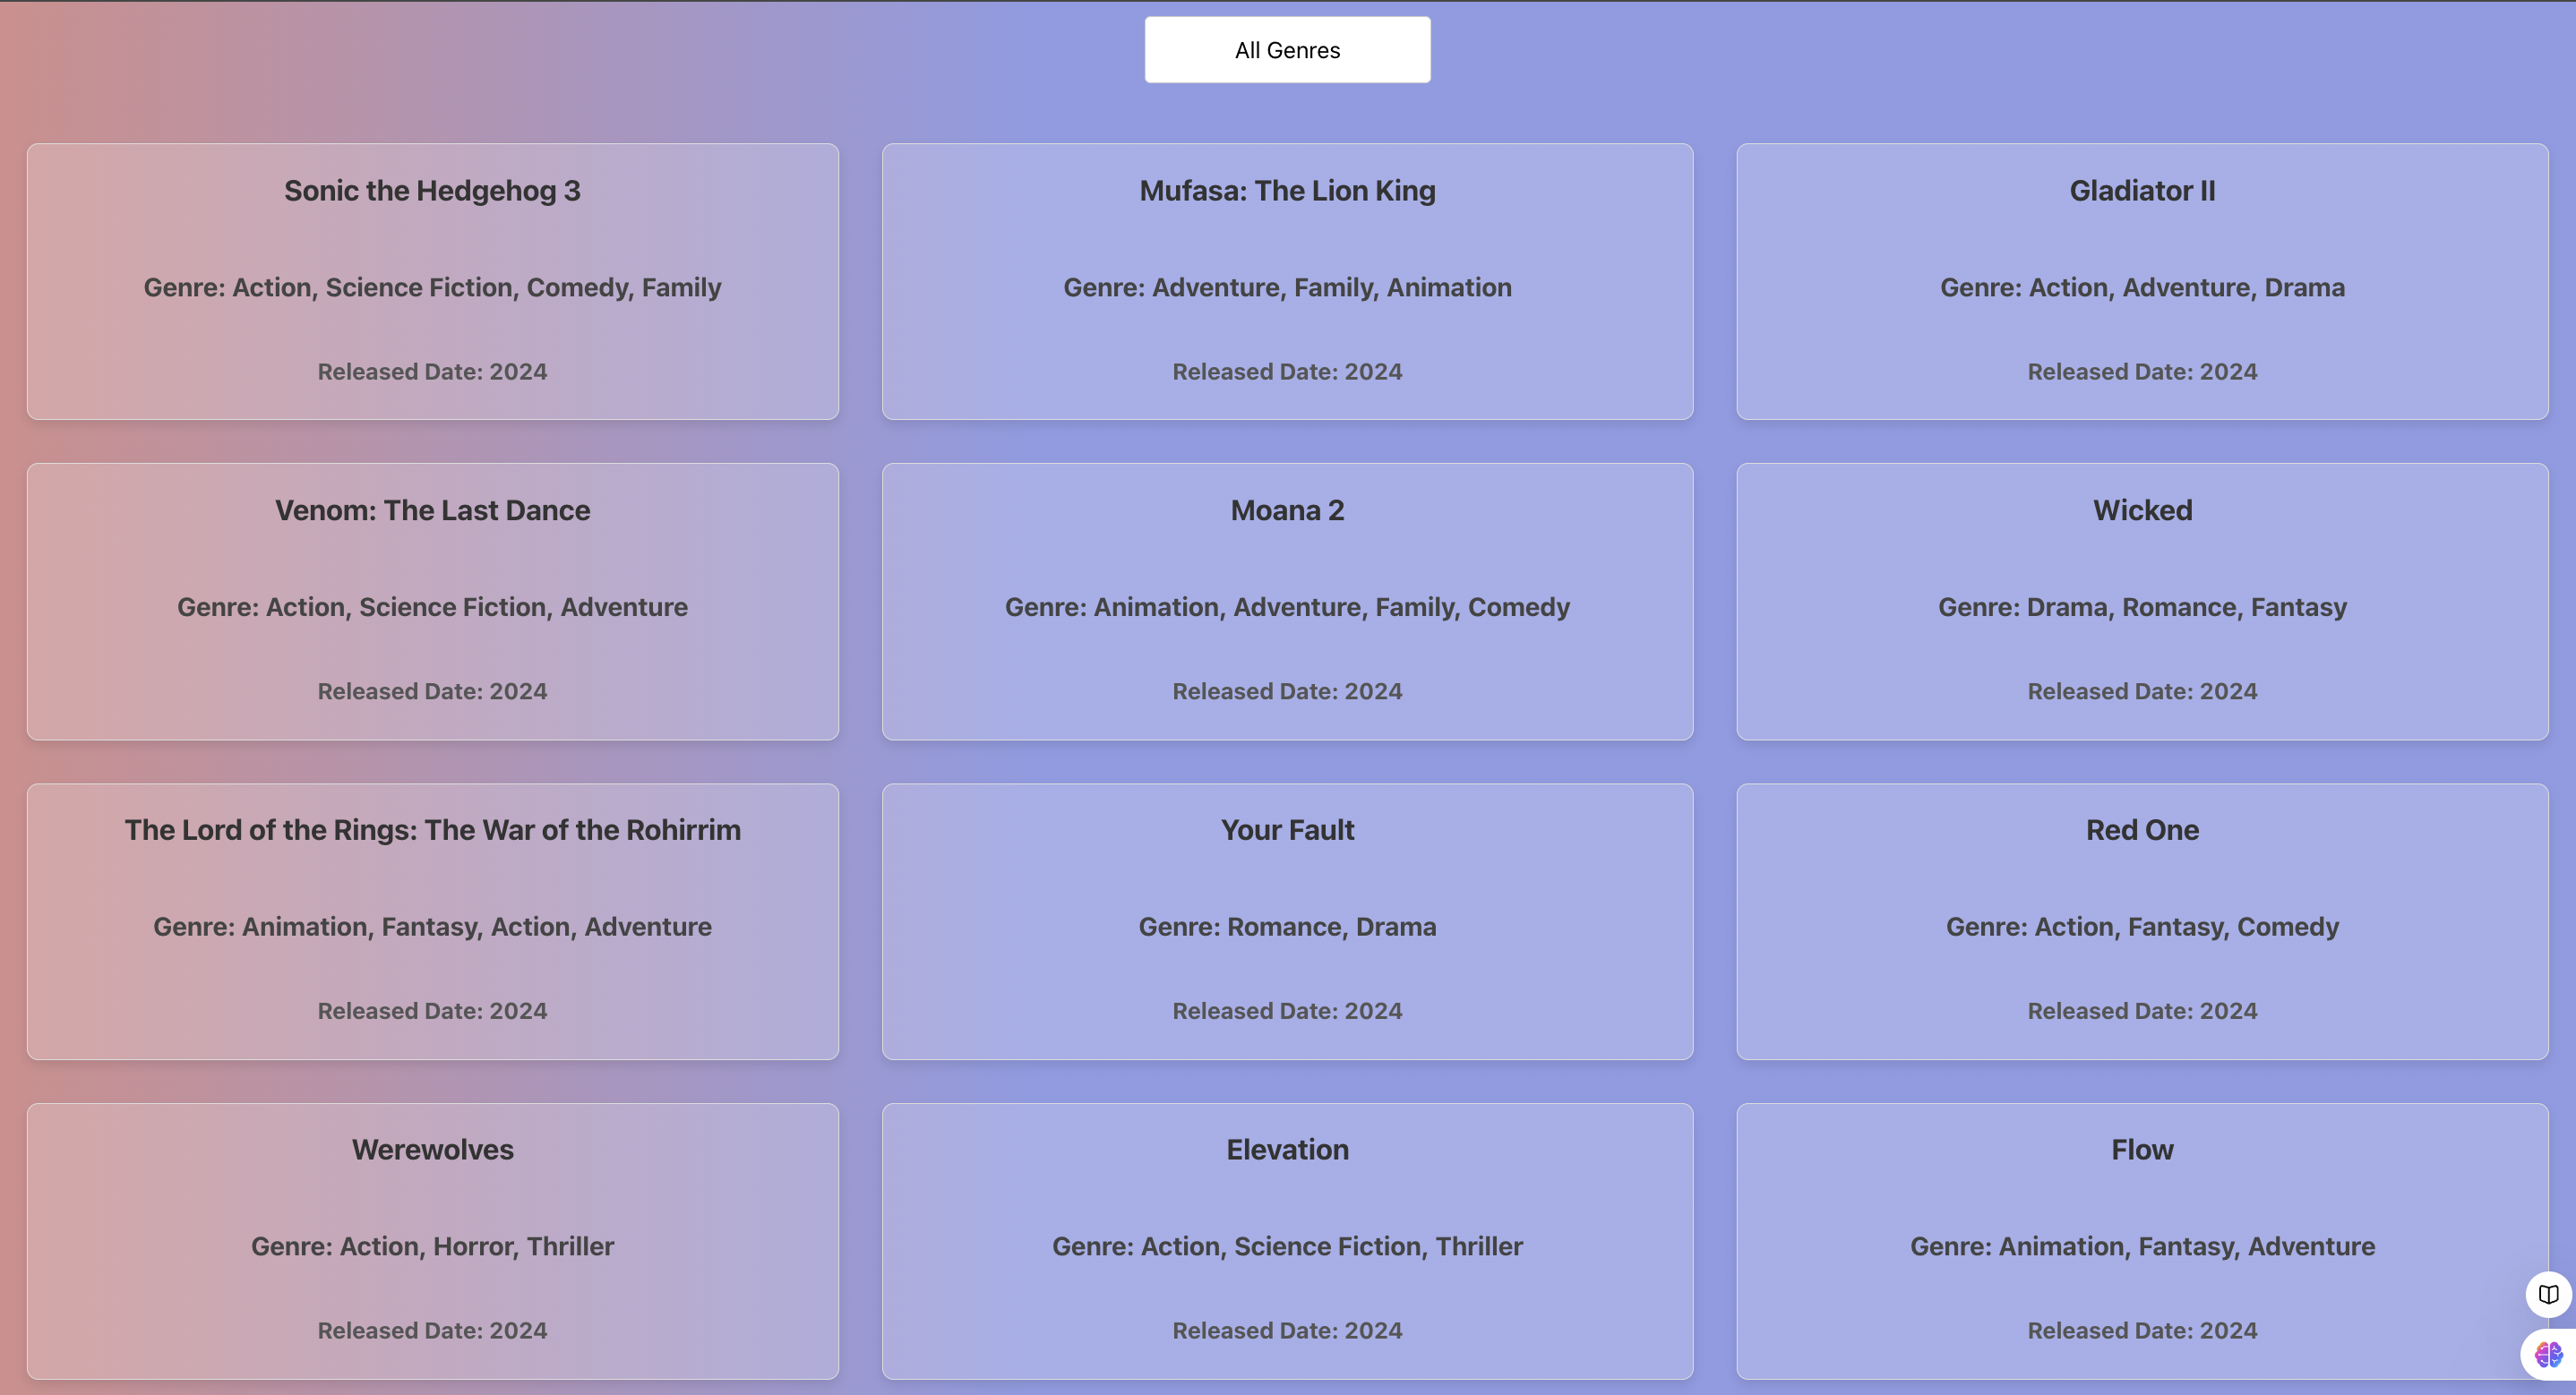 All Genres
Sonic the Hedgehog 3
Genre: Action, Science Fiction, Comedy, Family
Released Date: 2024
Mufasa: The Lion King
Genre: Adventure, Family, Animation
Released Date: 2024
Gladiator II
Genre: Action, Adventure, Drama
Released Date: 2024
Venom: The Last Dance
Genre: Action, Science Fiction, Adventure
Released Date: 2024
Moana 2
Genre: Animation, Adventure, Family, Comedy
Released Date: 2024
Wicked
Genre: Drama, Romance, Fantasy
Released Date: 2024
The Lord of the Rings: The War of the Rohirrim
Genre: Animation, Fantasy, Action, Adventure
Released Date: 2024
Your Fault
Genre: Romance, Drama
Released Date: 2024
Red One
Genre: Action, Fantasy, Comedy
Released Date: 2024
Werewolves
Genre: Action, Horror, Thriller
Released Date: 2024
Elevation
Genre: Action, Science Fiction, Thriller
Released Date: 2024
Flow
Genre: Animation, Fantasy, Adventure
Released Date: 2024